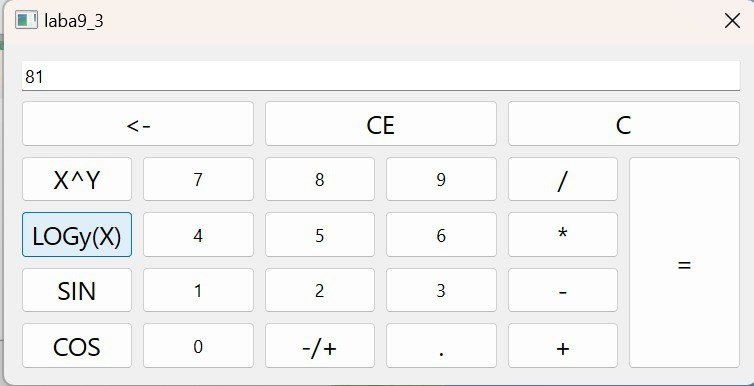 laba9_3
81
<- CE C
X^Y 7 8 9 /
LOGy(X) 4 5 6 *
=
SIN 1 2 3 -
COS 0 -/+ . +